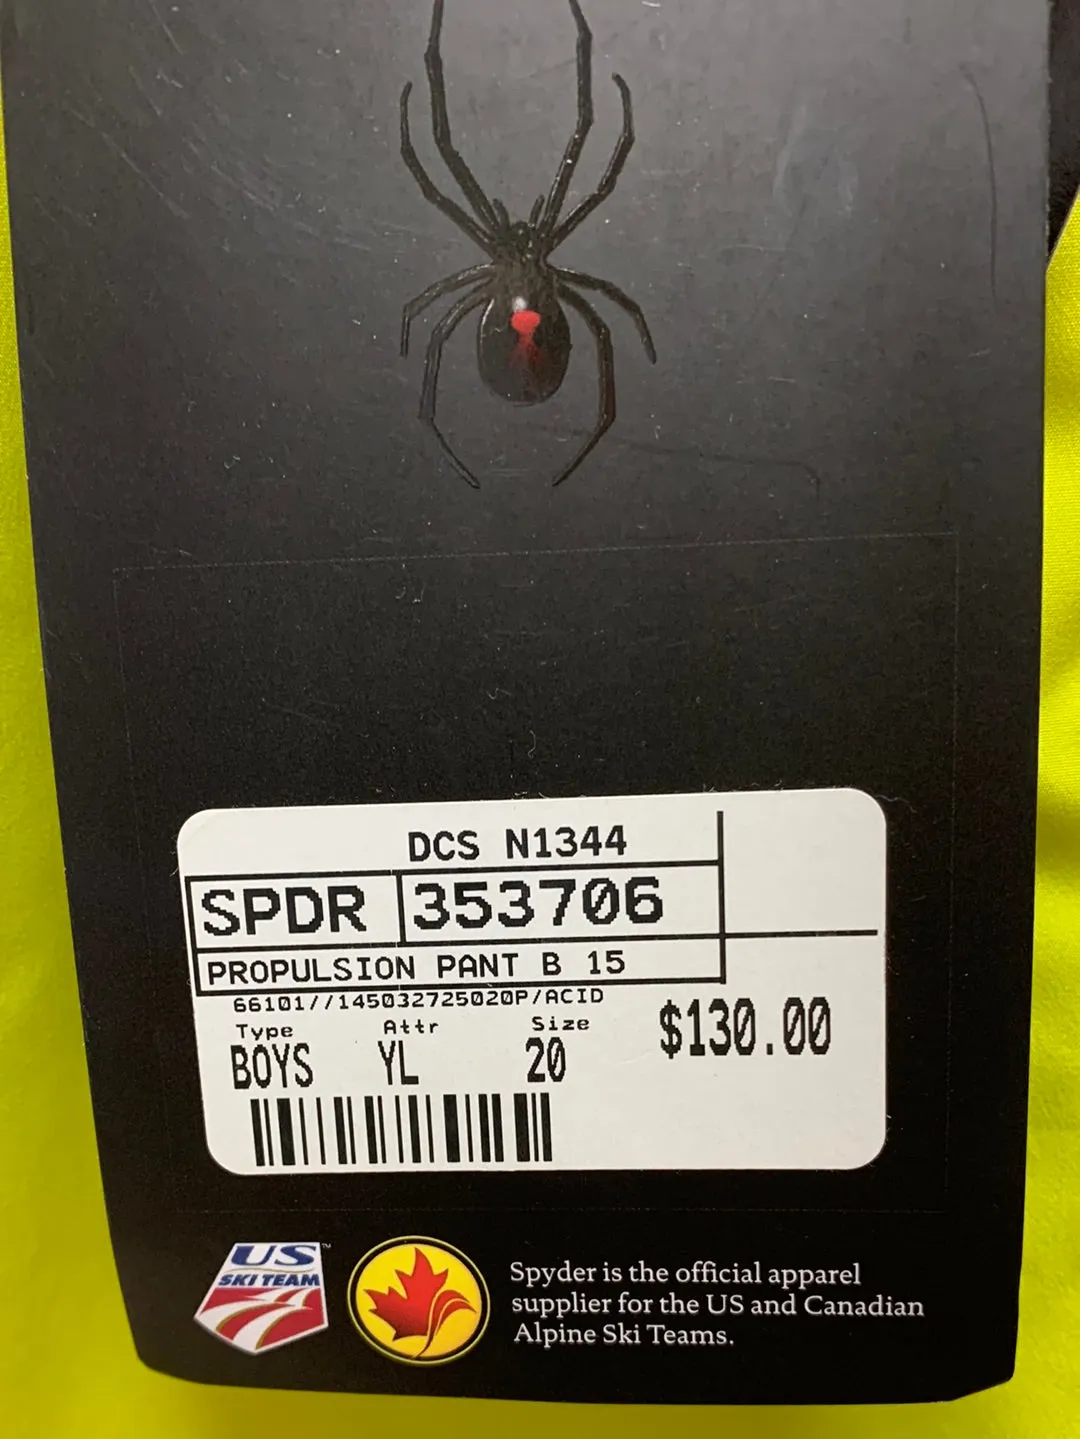 DCS N1344
SPDR 353706
PROPULSION PANT B 15
66101//145032725020P/ACID
Type Attr Size
BOYS YL 20
$130.00
US
SKI TEAM
TM
Spyder is the official apparel
supplier for the US and Canadian
Alpine Ski Teams.